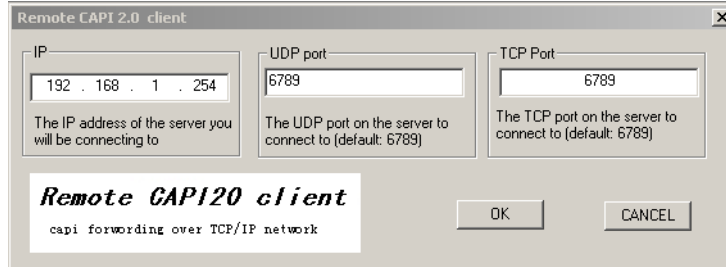 Remote CAPI 2.0 client
IP
192 . 168 . 1 . 254
The IP address of the server you
will be connecting to
UDP port
6789
The UDP port on the server to
connect to (default: 6789)
TCP Port
6789
The TCP port on the server to
connect to (default: 6789)
Remote CAPI20 client
capi forwording over TCP/IP network
OK
CANCEL